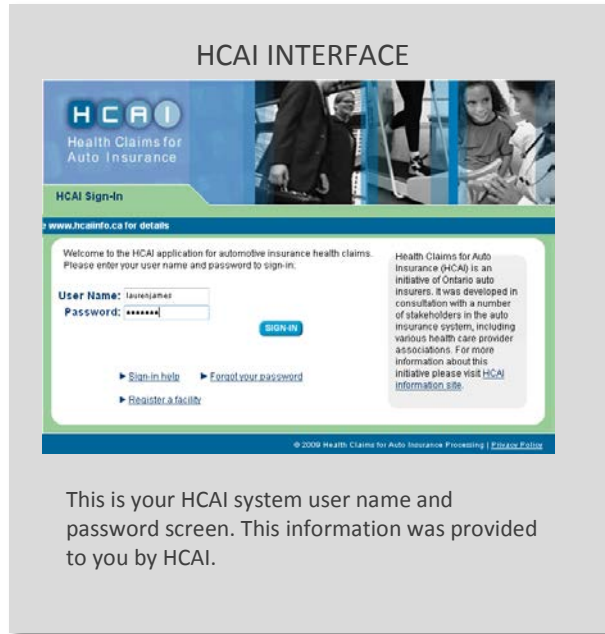 HCAI INTERFACE
HCAI
Health Claims for
Auto Insurance
HCAI Sign-In
www.hcaiinfo.ca for details
Welcome to the HCAI application for automotive insurance health claims.
Please enter your user name and password to sign-in.
User Name: laurenjames
Password: •••••••
SIGN-IN
Sign-in help
Forgot your password
Register a facility
Health Claims for Auto
Insurance (HCAI) is an
initiative of Ontario auto
insurers. It was developed in
consultation with a number
of stakeholders in the auto
insurance system, including
various health care provider
associations. For more
information about this
initiative please visit HCAI
information site.
© 2009 Health Claims for Auto Insurance Processing | Privacy Policy
This is your HCAI system user name and
password screen. This information was provided
to you by HCAI.